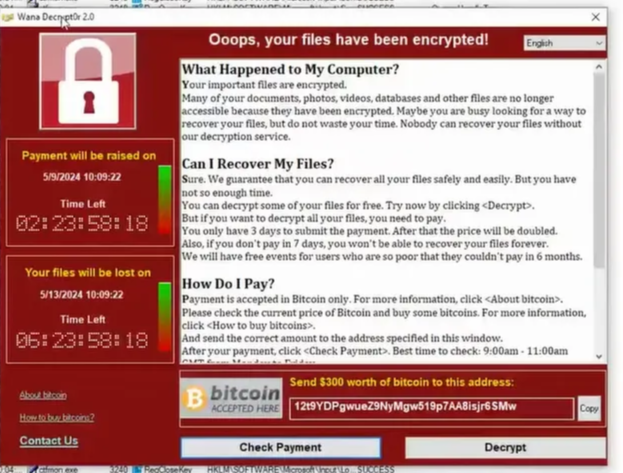 Wana Decrypt0r 2.0
Ooops, your files have been encrypted!
English
What Happened to My Computer?
Your important files are encrypted.
Many of your documents, photos, videos, databases and other files are no longer
accessible because they have been encrypted. Maybe you are busy looking for a way to
recover your files, but do not waste your time. Nobody can recover your files without
our decryption service.
Can I Recover My Files?
Sure. We guarantee that you can recover all your files safely and easily. But you have
not so enough time.
You can decrypt some of your files for free. Try now by clicking <Decrypt>.
But if you want to decrypt all your files, you need to pay.
You only have 3 days to submit the payment. After that the price will be doubled.
Also, if you don't pay in 7 days, you won't be able to recover your files forever.
We will have free events for users who are so poor that they couldn't pay in 6 months.
How Do I Pay?
Payment is accepted in Bitcoin only. For more information, click <About bitcoin>.
Please check the current price of Bitcoin and buy some bitcoins. For more information,
click <How to buy bitcoins>.
And send the correct amount to the address specified in this window.
After your payment, click <Check Payment>. Best time to check: 9:00am - 11:00am
GMT from Monday to Friday.
Payment will be raised on
5/9/2024 10:09:22
Time Left
02:23:58:18
Your files will be lost on
5/13/2024 10:09:22
Time Left
06:23:58:18
About bitcoin
How to buy bitcoins?
Contact Us
bitcoin
ACCEPTED HERE
Send $300 worth of bitcoin to this address:
12t9YDPgwueZ9NyMgw519p7AA8isjr6SMw
Copy
Check Payment
Decrypt
ctfmon.exe 3240 RegCloseKey HKLM\SOFTWARE\Microsoft\Input\Lo... SUCCESS